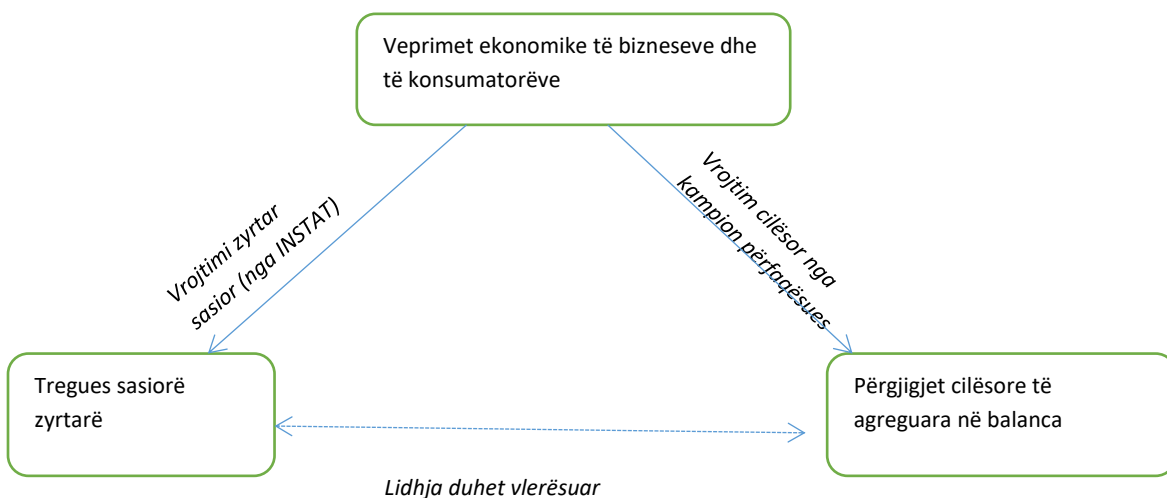 Veprimet ekonomike të bizneseve dhe
të konsumatorëve
Vrojtimi zyrtar
sasior (nga INSTAT)
Vrojtim cilësor nga
kampion përfaqësues
Tregues sasiorë
zyrtarë
Përgjigjet cilësore të
agreguara në balanca
Lidhja duhet vlerësuar